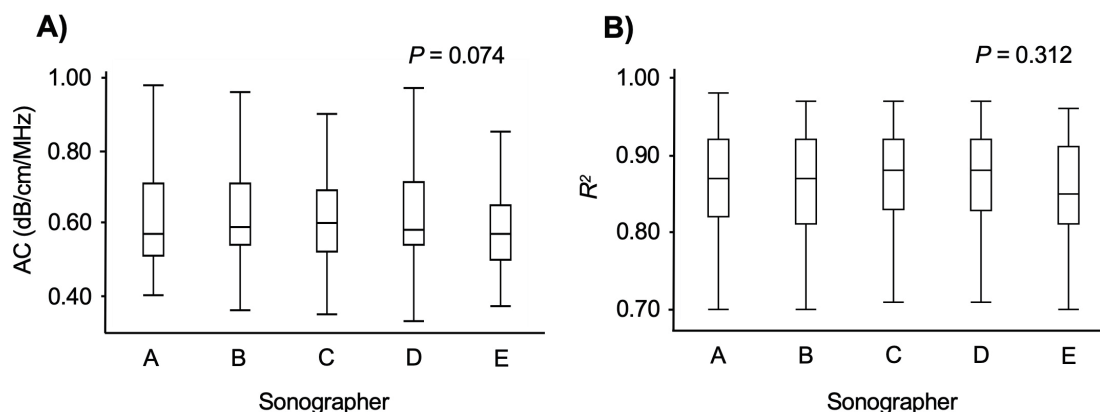 A)
P = 0.074
AC (dB/cm/MHz)
1.00
0.80
0.60
0.40
A B C D E
Sonographer
B)
P = 0.312
R²
1.00
0.90
0.80
0.70
A B C D E
Sonographer